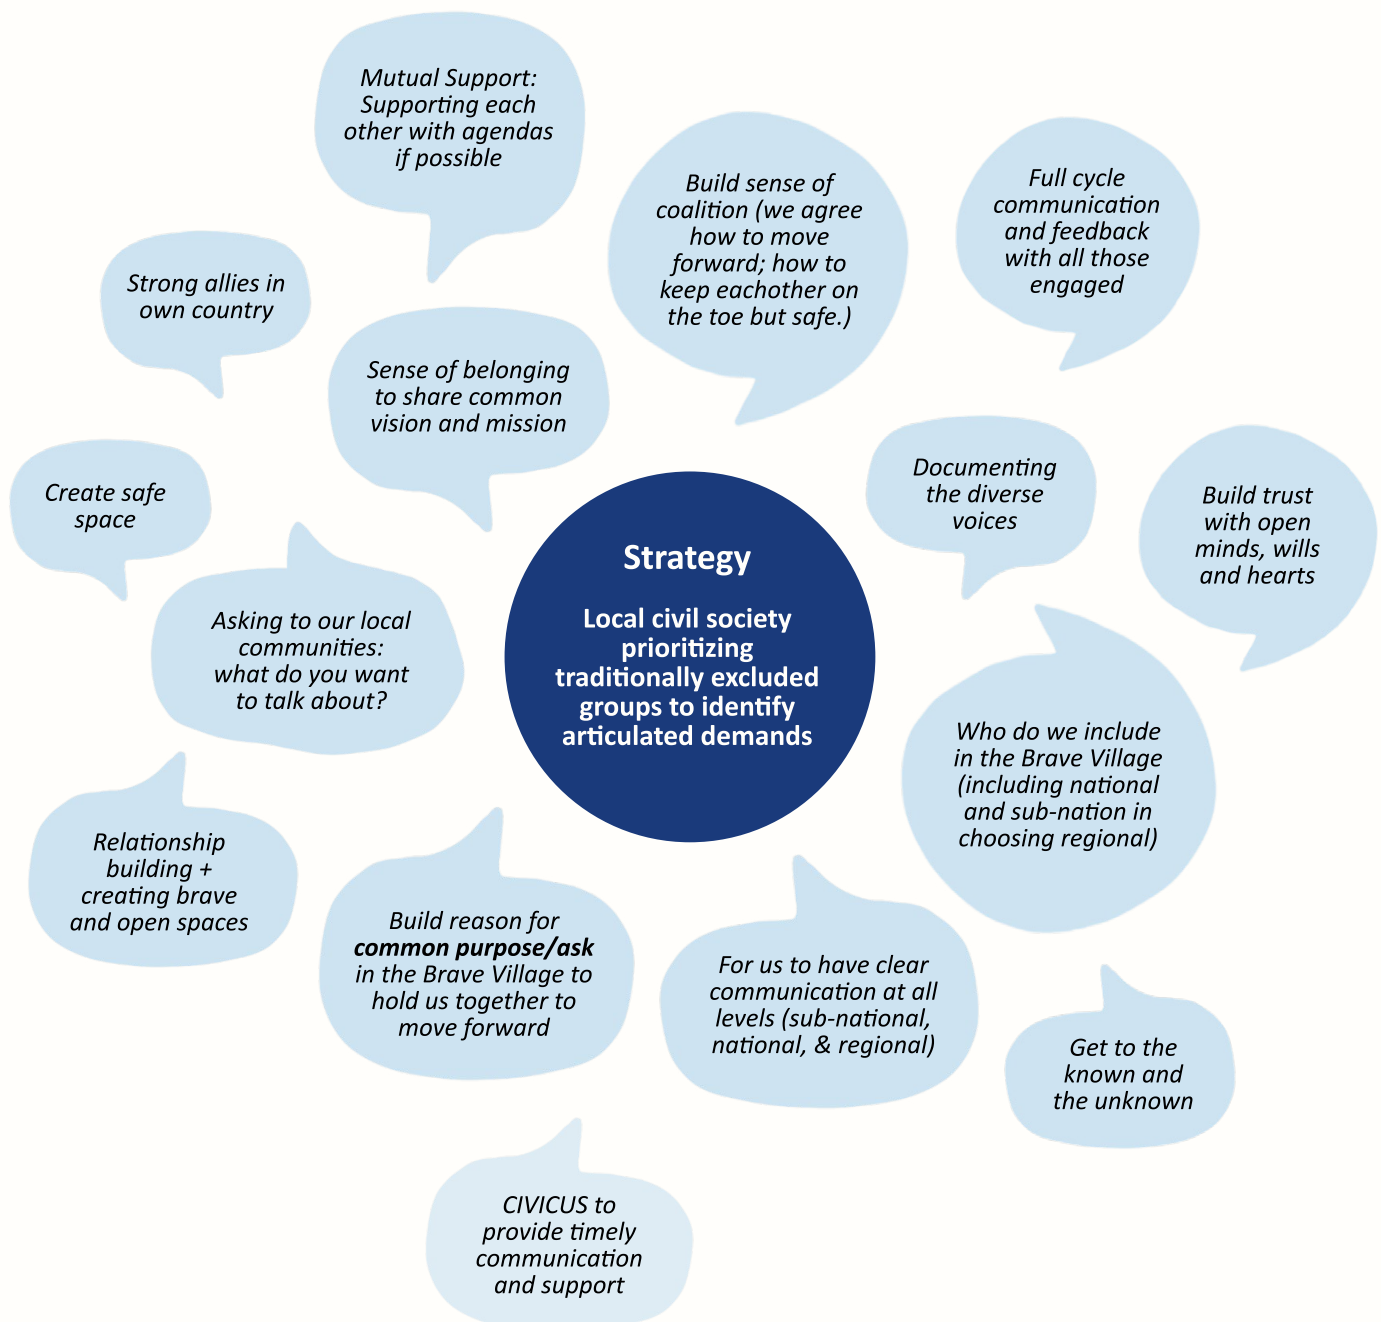 Mutual Support:
Supporting each
other with agendas
if possible
Build sense of
coalition (we agree
how to move
forward; how to
keep eachother on
the toe but safe.)
Full cycle
communication
and feedback
with all those
engaged
Strong allies in
own country
Sense of belonging
to share common
vision and mission
Documenting
the diverse
voices
Build trust
with open
minds, wills
and hearts
Create safe
space
Strategy
Local civil society
prioritizing
traditionally excluded
groups to identify
articulated demands
Asking to our local
communities:
what do you want
to talk about?
Who do we include
in the Brave Village
(including national
and sub-nation in
choosing regional)
Relationship
building +
creating brave
and open spaces
Build reason for
common purpose/ask
in the Brave Village to
hold us together to
move forward
For us to have clear
communication at all
levels (sub-national,
national, & regional)
Get to the
known and
the unknown
CIVICUS to
provide timely
communication
and support